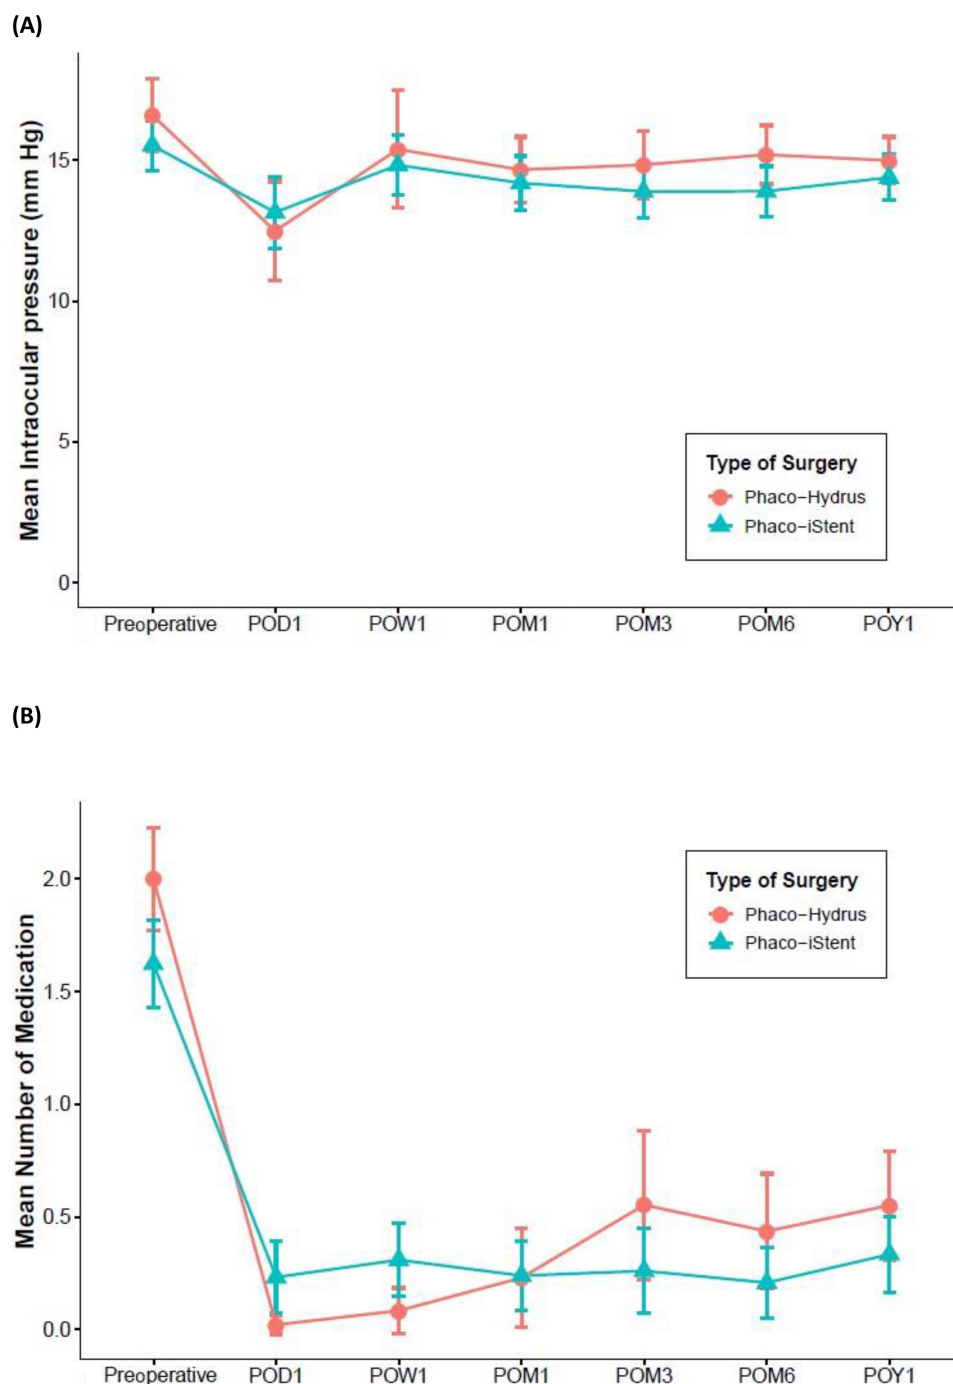 (A)
Mean Intraocular pressure (mm Hg)
15
10
5
0
Type of Surgery
Phaco-Hydrus
Phaco-iStent
Preoperative POD1 POW1 POM1 POM3 POM6 POY1
(B)
Mean Number of Medication
2.0
1.5
1.0
0.5
0.0
Type of Surgery
Phaco-Hydrus
Phaco-iStent
Preoperative POD1 POW1 POM1 POM3 POM6 POY1